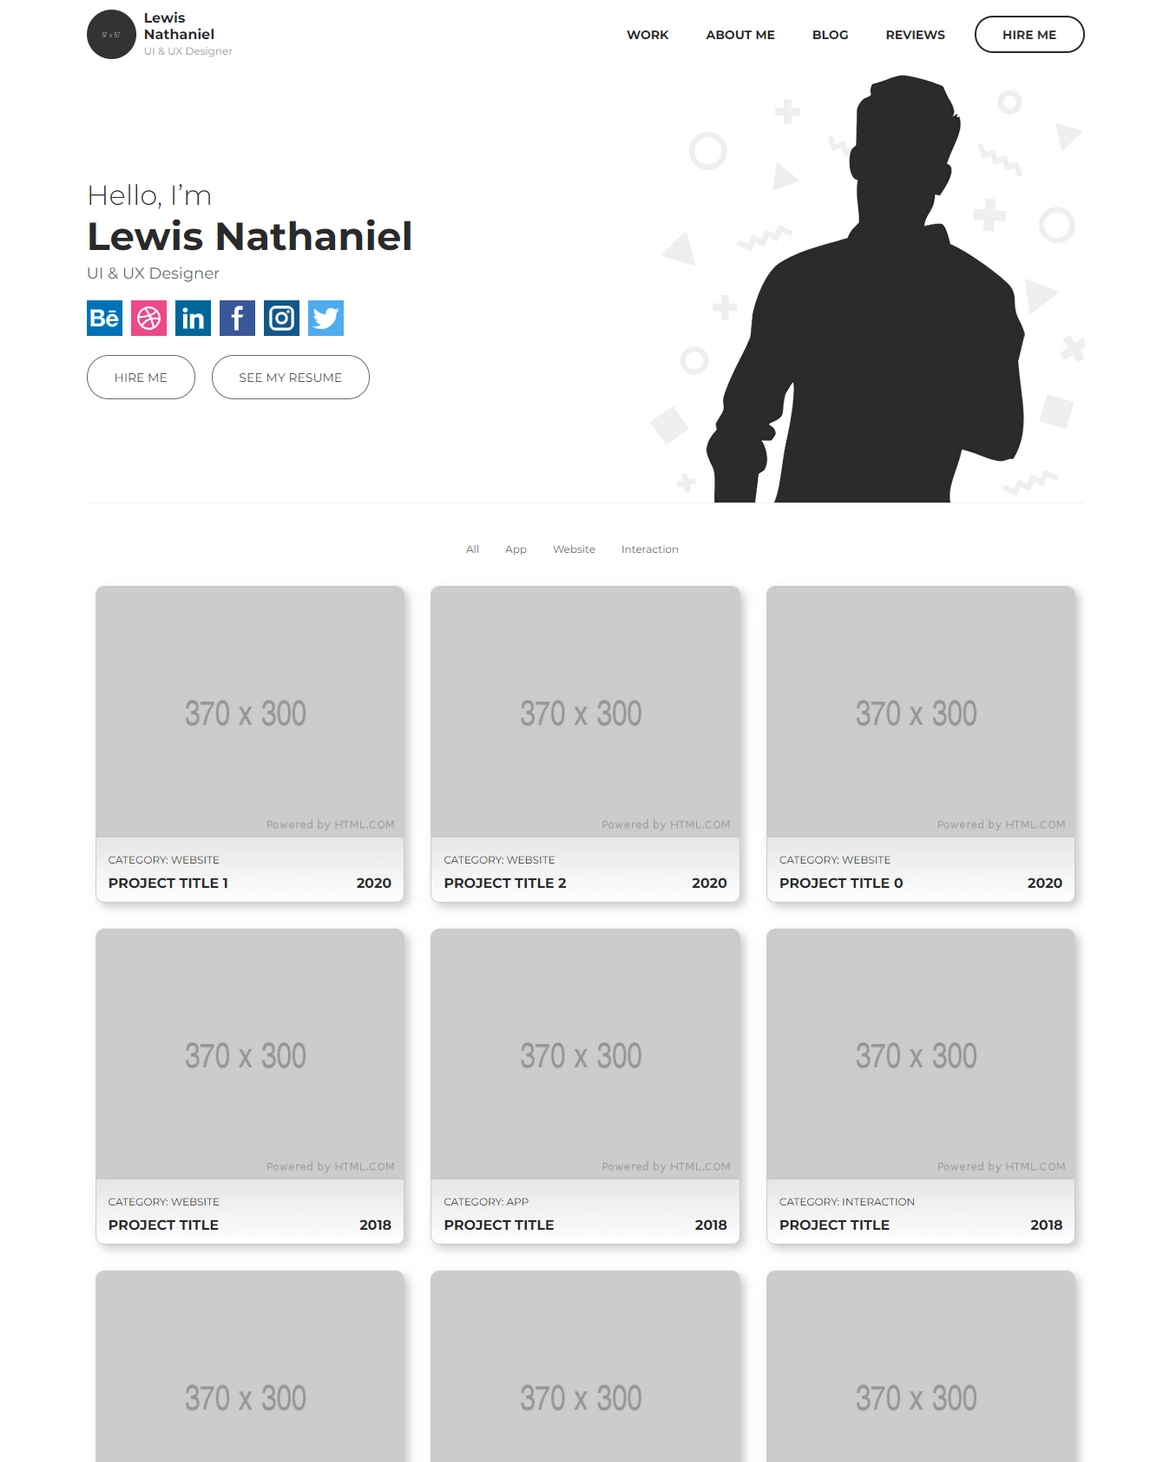 57 x 57
Lewis
Nathaniel
UI & UX Designer
WORK ABOUT ME BLOG REVIEWS HIRE ME
Hello, I’m
Lewis Nathaniel
UI & UX Designer
Bē in f
HIRE ME SEE MY RESUME
All App Website Interaction
370 x 300 370 x 300 370 x 300
Powered by HTML.COM Powered by HTML.COM Powered by HTML.COM
CATEGORY: WEBSITE CATEGORY: WEBSITE CATEGORY: WEBSITE
PROJECT TITLE 1 2020 PROJECT TITLE 2 2020 PROJECT TITLE 0 2020
370 x 300 370 x 300 370 x 300
Powered by HTML.COM Powered by HTML.COM Powered by HTML.COM
CATEGORY: WEBSITE CATEGORY: APP CATEGORY: INTERACTION
PROJECT TITLE 2018 PROJECT TITLE 2018 PROJECT TITLE 2018
370 x 300 370 x 300 370 x 300